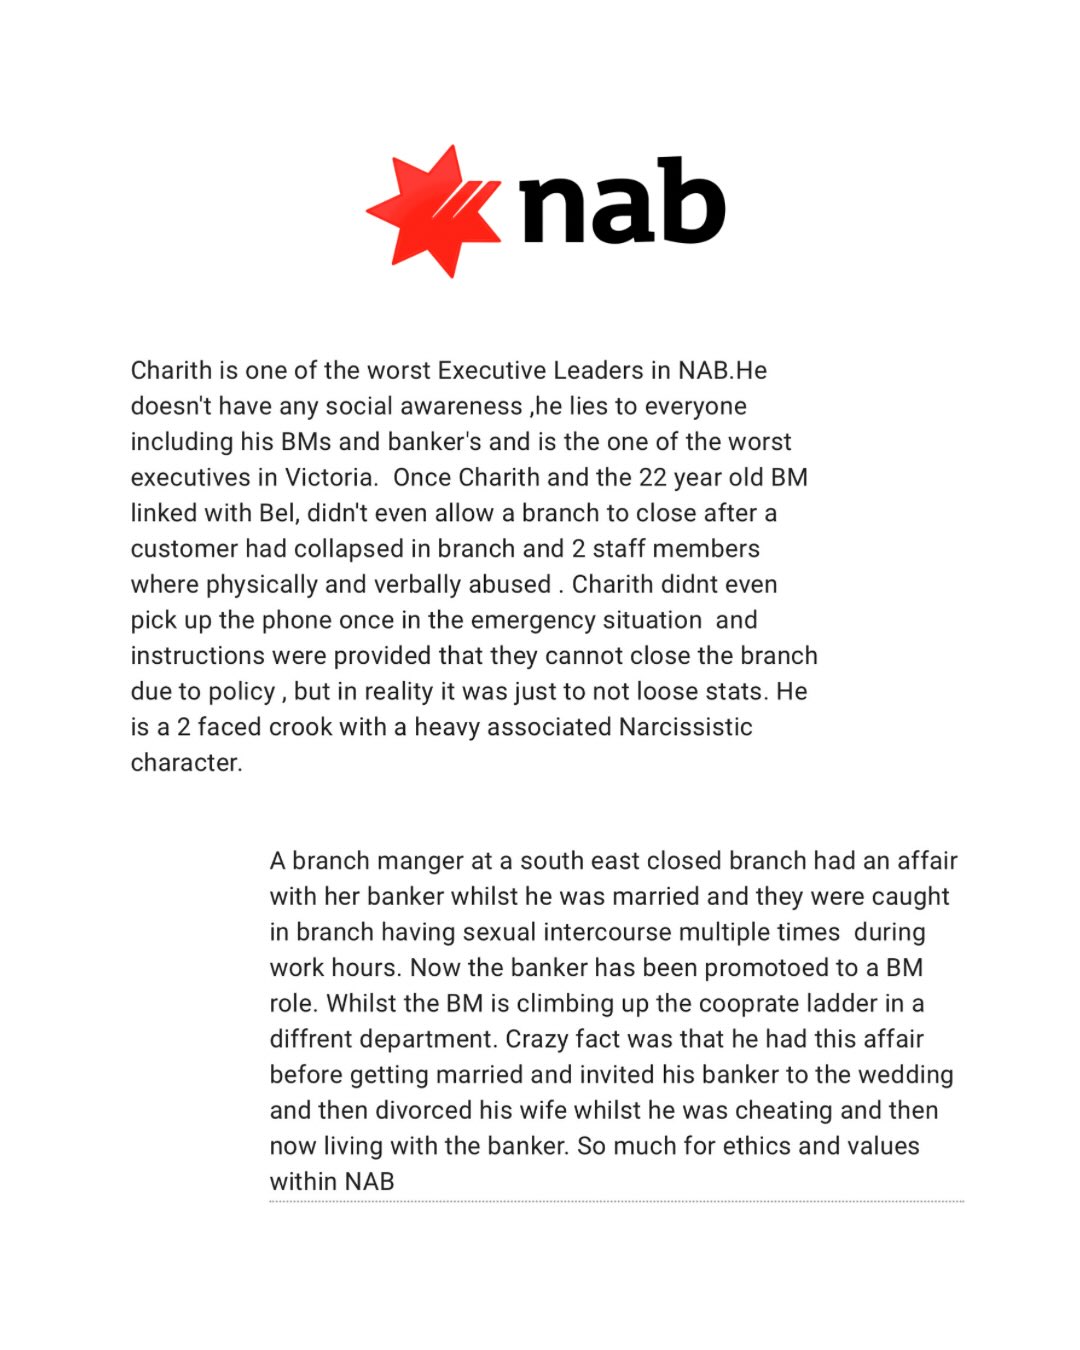 nab
Charith is one of the worst Executive Leaders in NAB.He
doesn't have any social awareness ,he lies to everyone
including his BMs and banker's and is the one of the worst
executives in Victoria.  Once Charith and the 22 year old BM
linked with Bel, didn't even allow a branch to close after a
customer had collapsed in branch and 2 staff members
where physically and verbally abused . Charith didnt even
pick up the phone once in the emergency situation  and
instructions were provided that they cannot close the branch
due to policy , but in reality it was just to not loose stats. He
is a 2 faced crook with a heavy associated Narcissistic
character.
A branch manger at a south east closed branch had an affair
with her banker whilst he was married and they were caught
in branch having sexual intercourse multiple times  during
work hours. Now the banker has been promotoed to a BM
role. Whilst the BM is climbing up the cooprate ladder in a
diffrent department. Crazy fact was that he had this affair
before getting married and invited his banker to the wedding
and then divorced his wife whilst he was cheating and then
now living with the banker. So much for ethics and values
within NAB